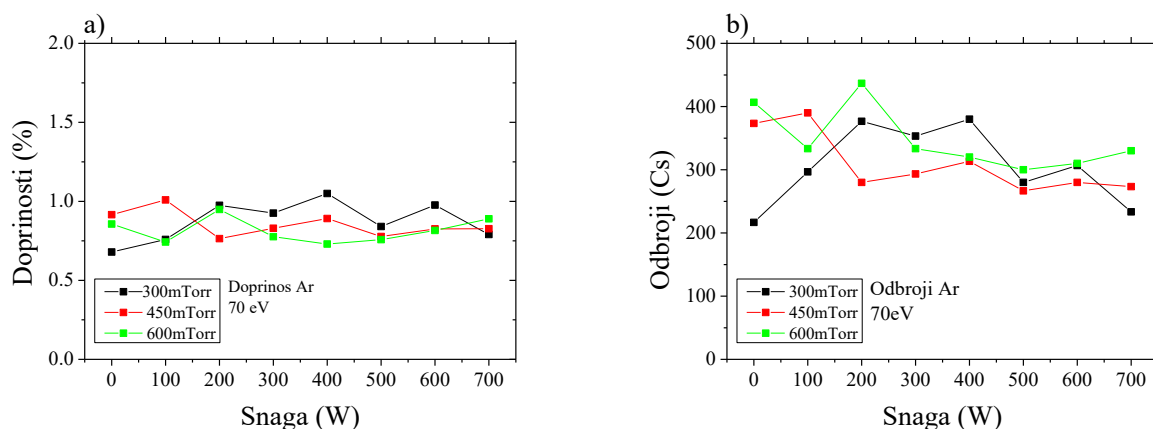 a)
2.0
1.5
1.0
0.5
0.0
Doprinosti (%)
300mTorr
450mTorr
600mTorr
Doprinos Ar
70 eV
0 100 200 300 400 500 600 700
Snaga (W)
b)
500
400
300
200
100
0
Odbroji (Cs)
300mTorr
450mTorr
600mTorr
Odbroji Ar
70eV
0 100 200 300 400 500 600 700
Snaga (W)